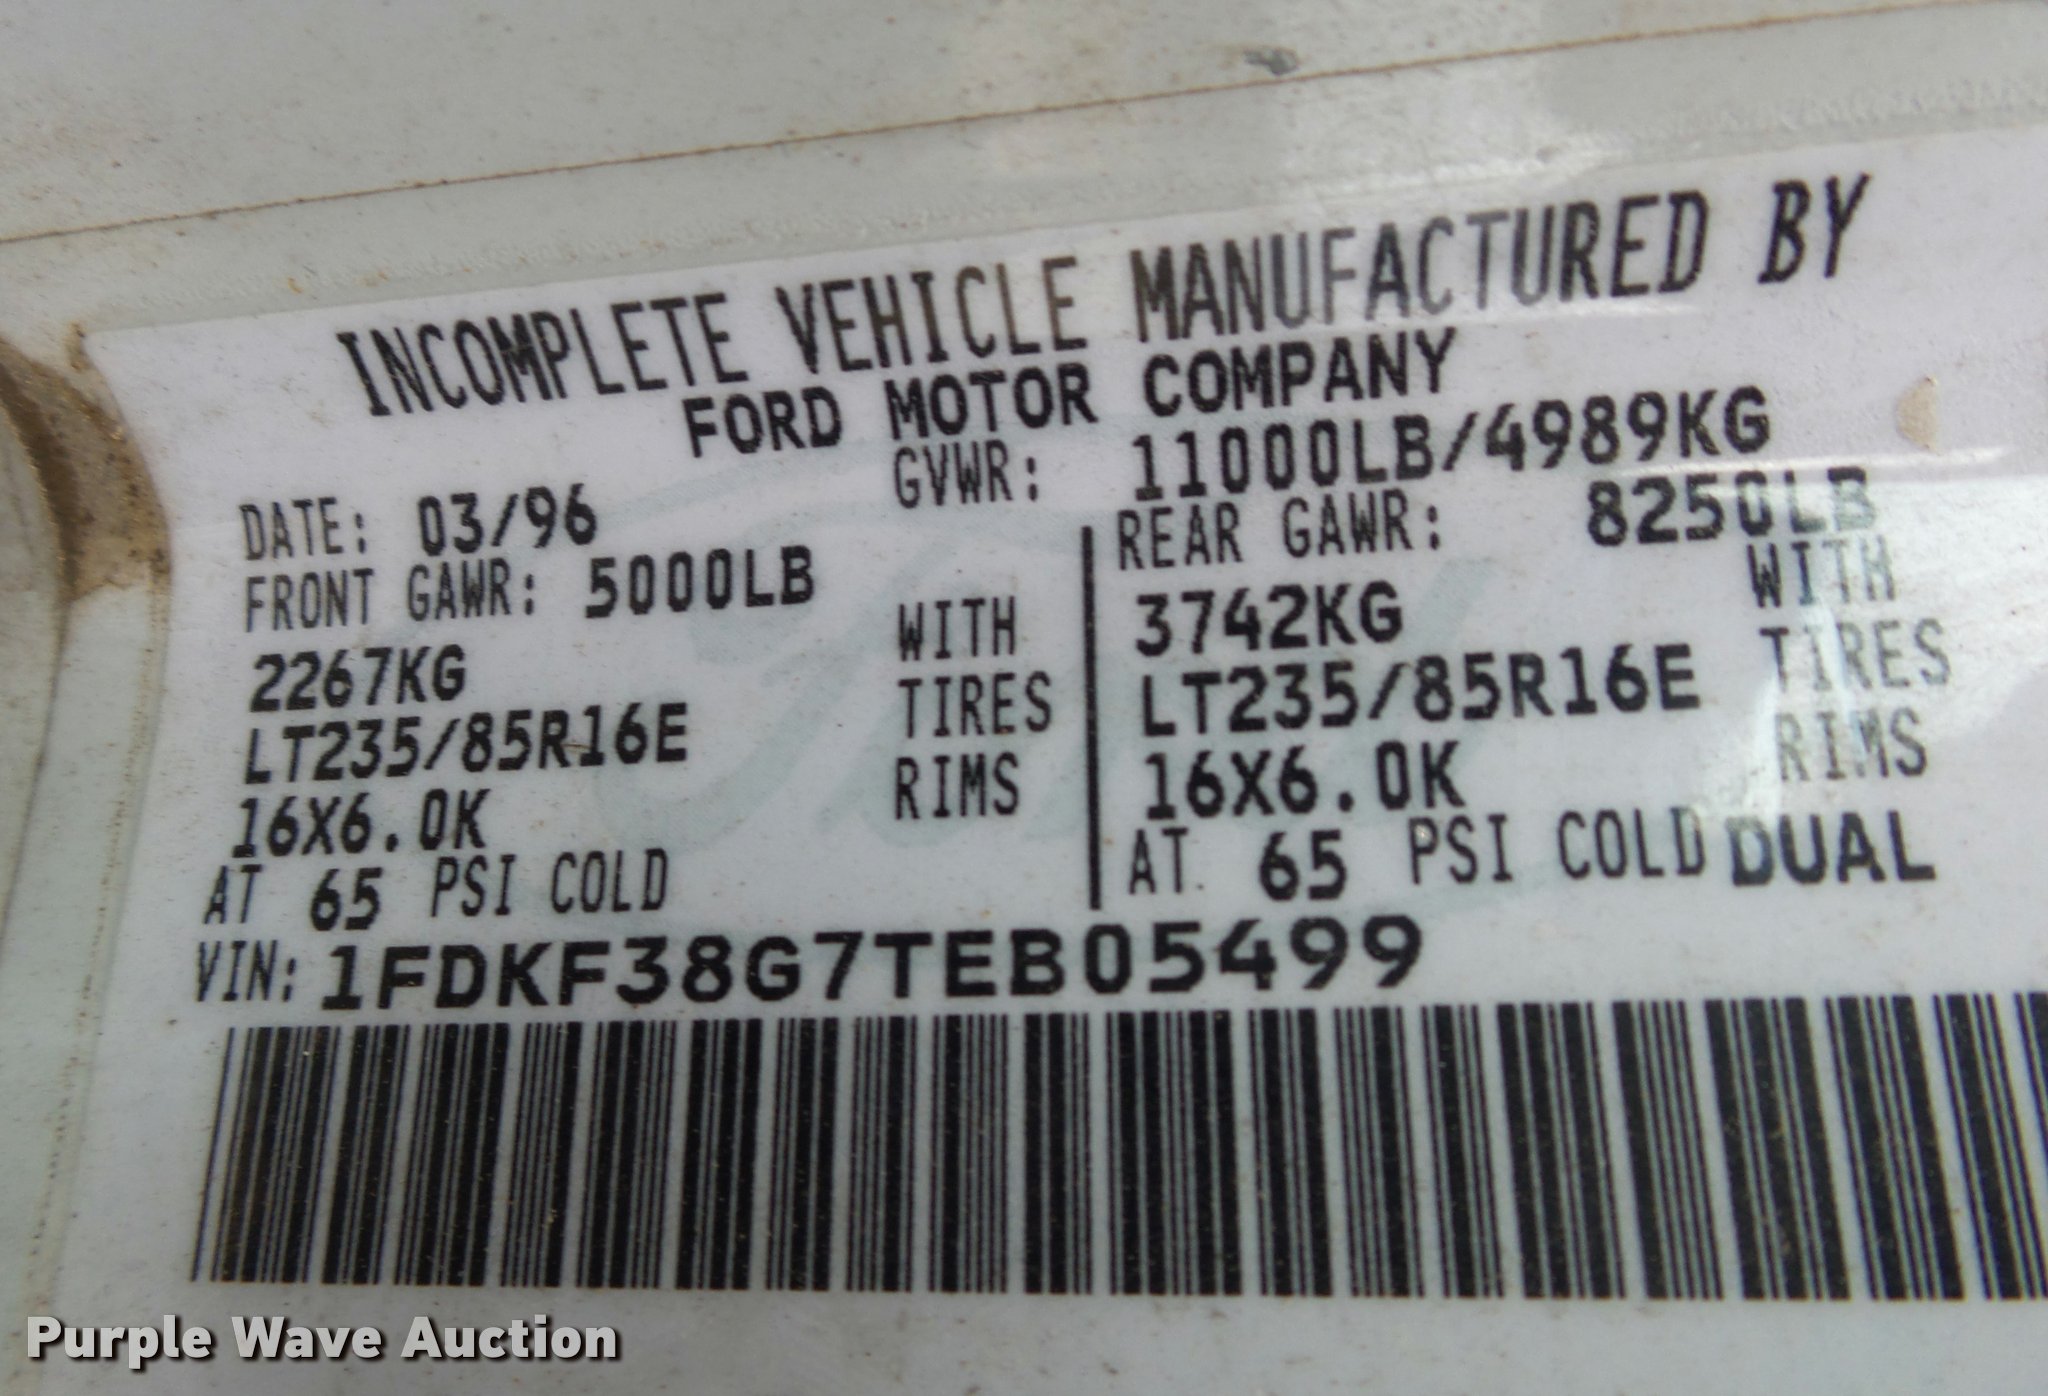 INCOMPLETE VEHICLE MANUFACTURED BY
FORD MOTOR COMPANY
DATE: 03/96 GVWR: 11000LB/4989KG
FRONT GAWR: 5000LB REAR GAWR: 8250LB
2267KG WITH 3742KG WITH
LT235/85R16E TIRES LT235/85R16E TIRES
16X6.0K RIMS 16X6.0K RIMS
AT 65 PSI COLD AT 65 PSI COLD DUAL
VIN: 1FDKF38G7TEB05499
Purple Wave Auction